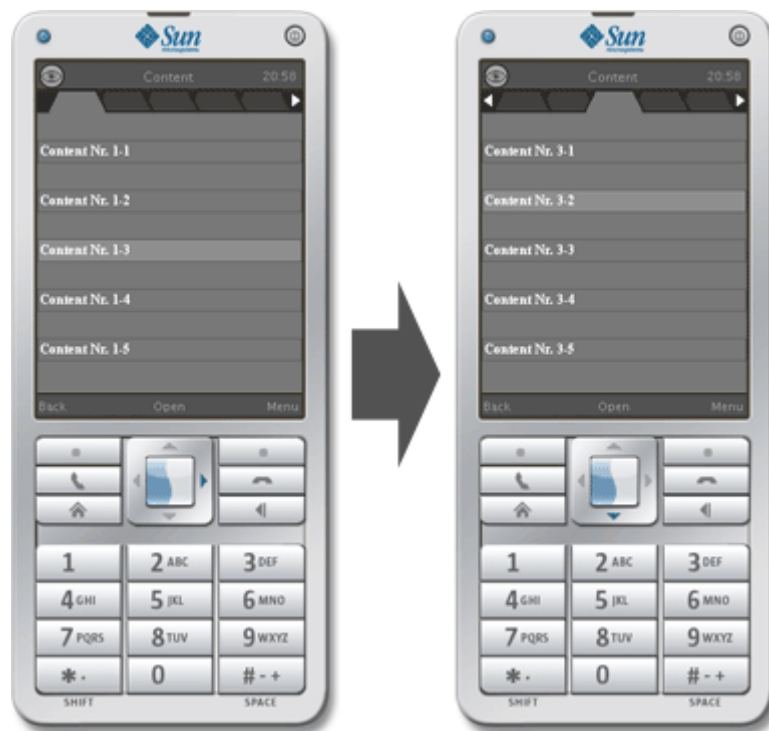 Sun
microsystems
Content 20:58
Content Nr. 1-1
Content Nr. 1-2
Content Nr. 1-3
Content Nr. 1-4
Content Nr. 1-5
Back Open Menu
1 2 ABC 3 DEF
4 GHI 5 JKL 6 MNO
7 PQRS 8 TUV 9 WXYZ
* . 0 # - +
SHIFT SPACE
Sun
microsystems
Content 20:58
Content Nr. 3-1
Content Nr. 3-2
Content Nr. 3-3
Content Nr. 3-4
Content Nr. 3-5
Back Open Menu
1 2 ABC 3 DEF
4 GHI 5 JKL 6 MNO
7 PQRS 8 TUV 9 WXYZ
* . 0 # - +
SHIFT SPACE